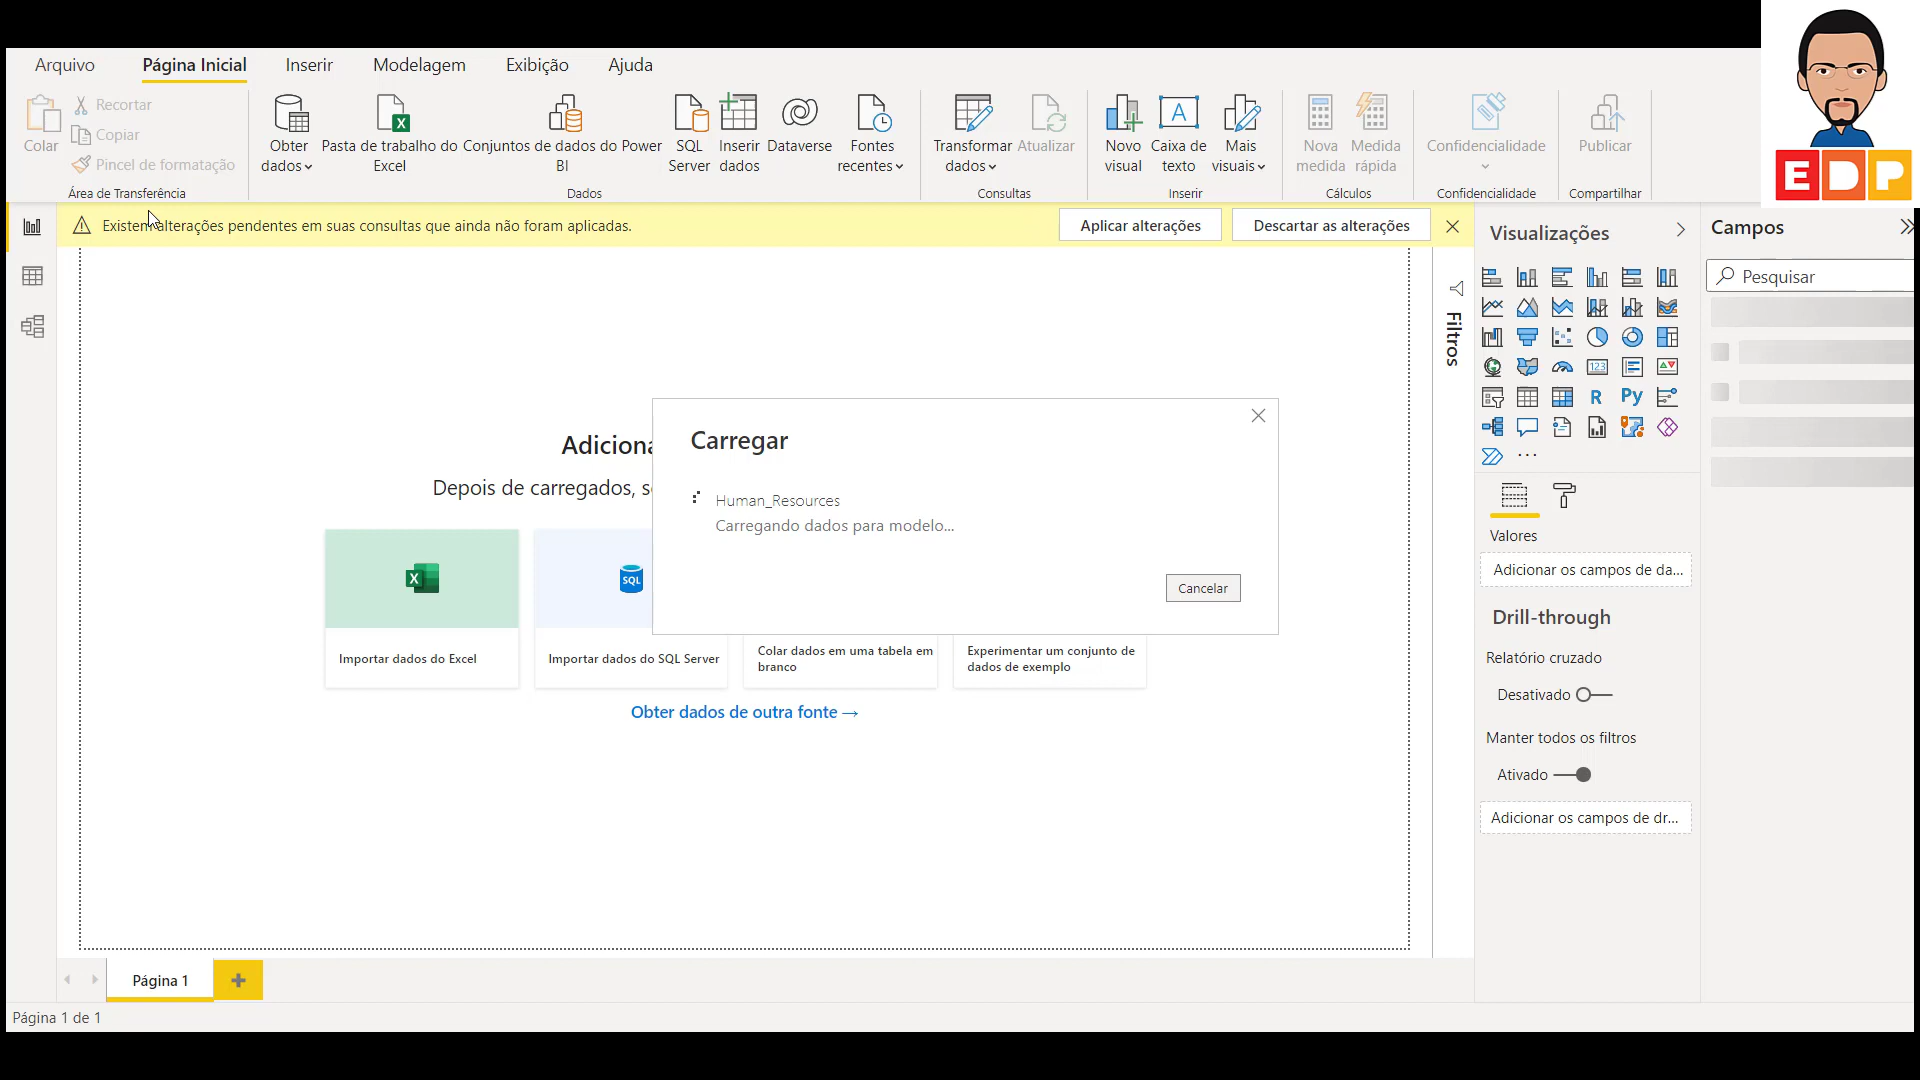 Arquivo
Página Inicial
Inserir
Modelagem
Exibição
Ajuda
Colar
Recortar
Copiar
Pincel de formatação
Área de Transferência
Obter
dados
Pasta de trabalho do
Excel
Conjuntos de dados do Power
BI
SQL
Server
Inserir
dados
Dataverse
Fontes
recentes
Dados
Transformar
dados
Atualizar
Consultas
Novo
visual
Caixa de
texto
Mais
visuais
Inserir
Nova
medida
Medida
rápida
Cálculos
Confidencialidade
Confidencialidade
Publicar
Compartilhar
EDP
Existem alterações pendentes em suas consultas que ainda não foram aplicadas.
Aplicar alterações
Descartar as alterações
Filtros
Visualizações
Campos
Pesquisar
123
R
Py
Valores
Adicionar os campos de da...
Drill-through
Relatório cruzado
Desativado
Manter todos os filtros
Ativado
Adicionar os campos de dr...
Adiciona
Depois de carregados, s
Carregar
Human_Resources
Carregando dados para modelo...
Cancelar
SQL
Importar dados do Excel
Importar dados do SQL Server
Colar dados em uma tabela em
branco
Experimentar um conjunto de
dados de exemplo
Obter dados de outra fonte →
Página 1
Página 1 de 1